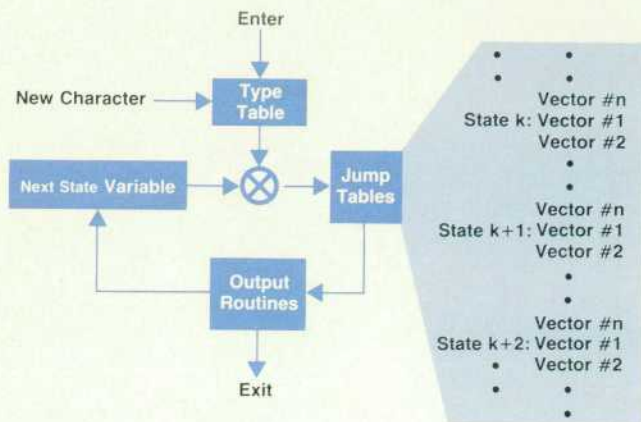 Enter
New Character
Type
Table
Next State Variable
Jump
Tables
Output
Routines
Exit
Vector #n
State k: Vector #1
Vector #2
Vector #n
State k+1: Vector #1
Vector #2
Vector #n
State k+2: Vector #1
Vector #2